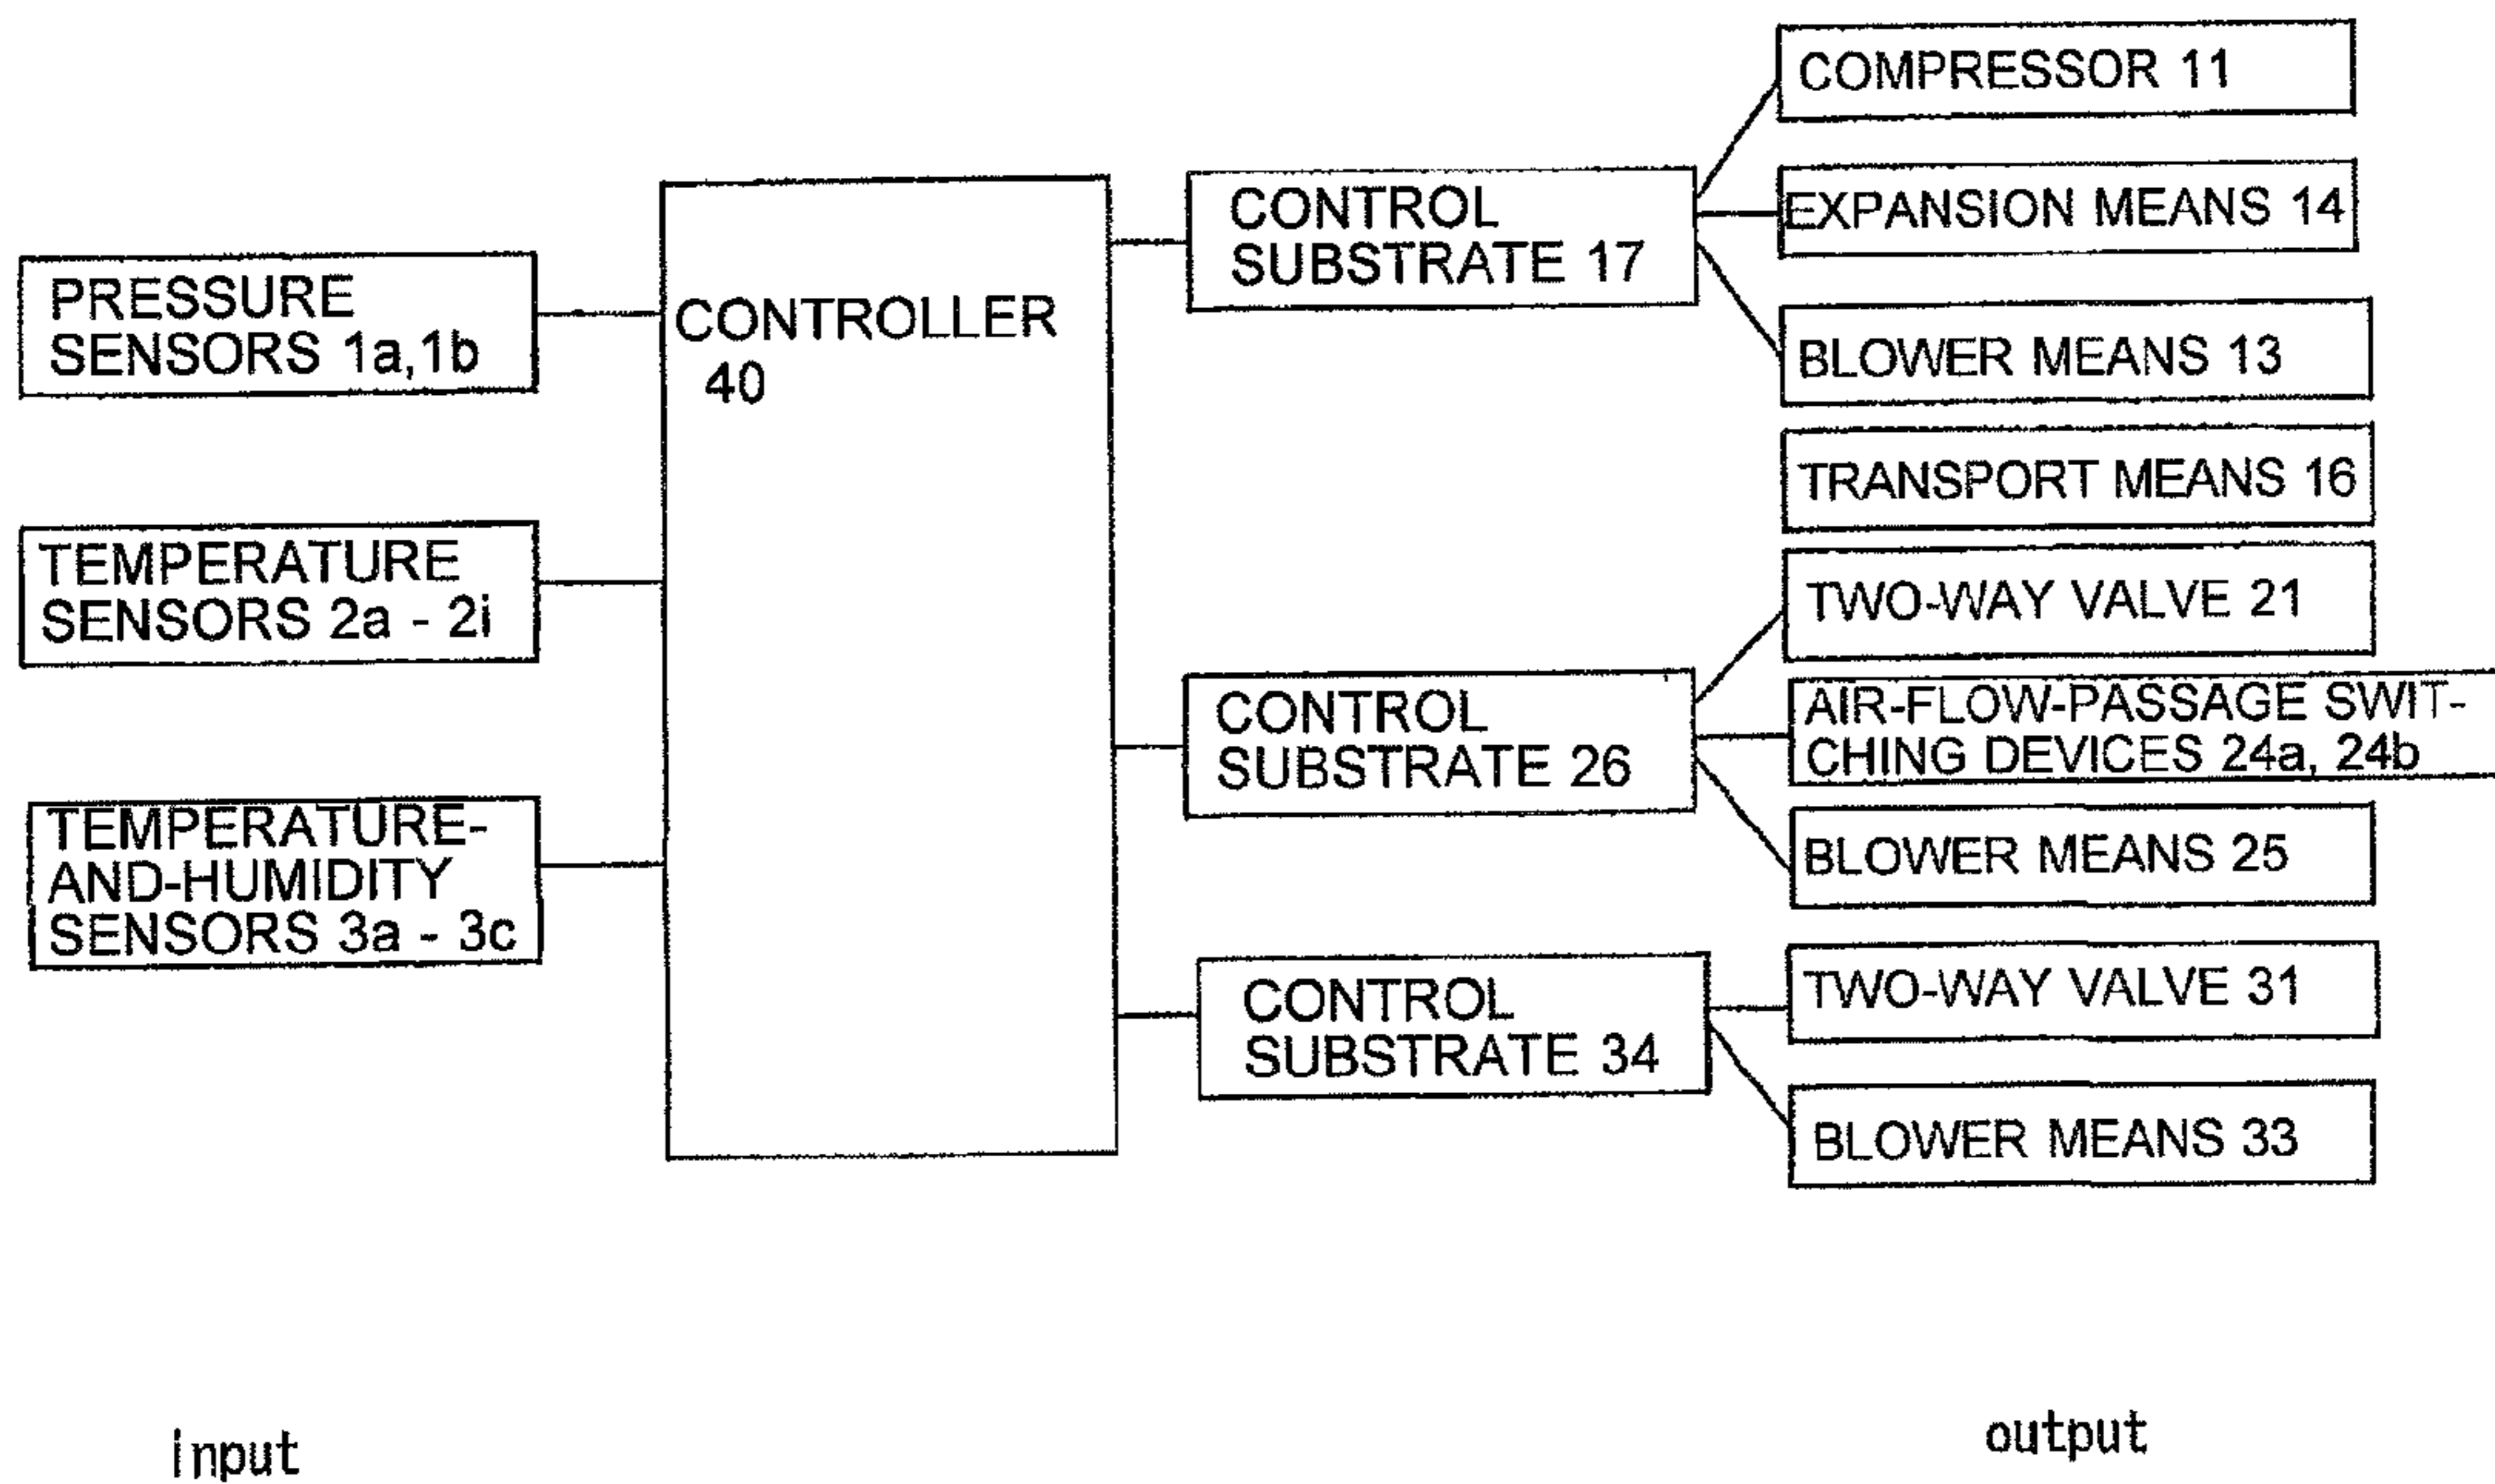 PRESSURE
SENSORS 1a,1b
TEMPERATURE
SENSORS 2a - 2i
TEMPERATURE-
AND-HUMIDITY
SENSORS 3a - 3c
CONTROLLER
40
CONTROL
SUBSTRATE 17
CONTROL
SUBSTRATE 26
CONTROL
SUBSTRATE 34
COMPRESSOR 11
EXPANSION MEANS 14
BLOWER MEANS 13
TRANSPORT MEANS 16
TWO-WAY VALVE 21
AIR-FLOW-PASSAGE SWIT-
CHING DEVICES 24a, 24b
BLOWER MEANS 25
TWO-WAY VALVE 31
BLOWER MEANS 33
input
output